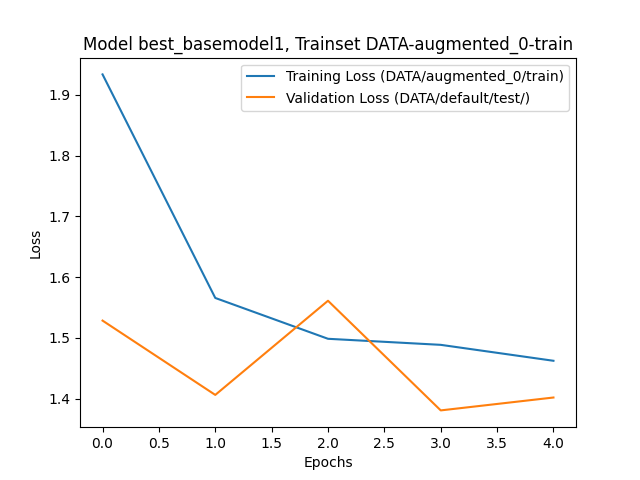 Model best_basemodel1, Trainset DATA-augmented_0-train
Training Loss (DATA/augmented_0/train)
Validation Loss (DATA/default/test/)
Loss
1.9
1.8
1.7
1.6
1.5
1.4
0.0 0.5 1.0 1.5 2.0 2.5 3.0 3.5 4.0
Epochs